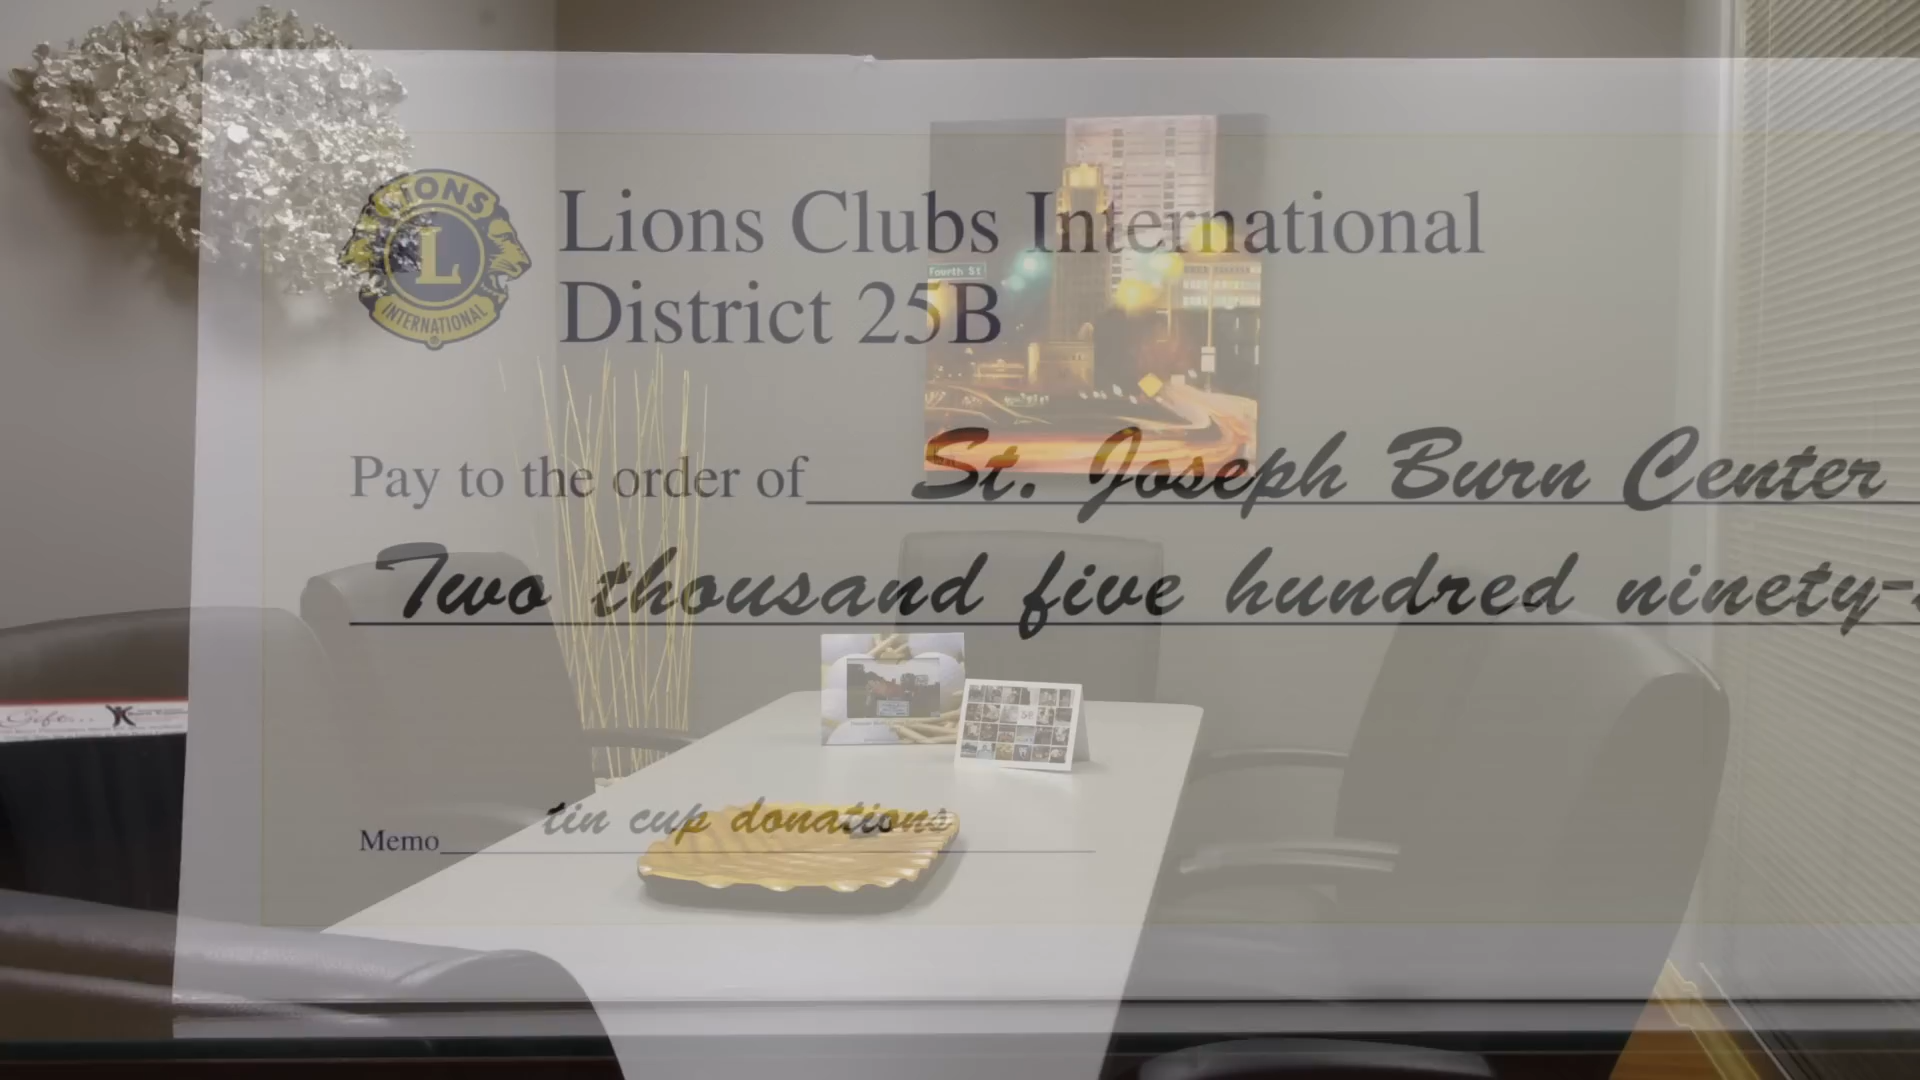 LIONS
L
INTERNATIONAL
Lions Clubs International
District 25B
Fourth St
Pay to the order of St. Joseph Burn Center
Two thousand five hundred ninety-
Gift...
Memo tin cup donations